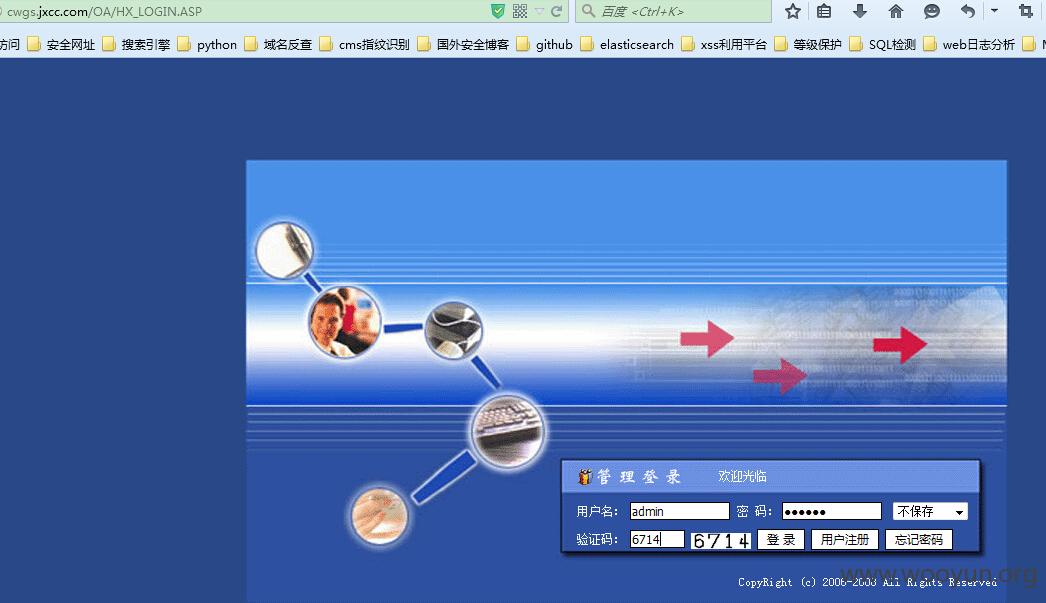 cwgs.jxcc.com/OA/HX_LOGIN.ASP 百度 <Ctrl+K>
访问 安全网址 搜索引擎 python 域名反查 cms指纹识别 国外安全博客 github elasticsearch xss利用平台 等级保护 SQL检测 web日志分析
管理登录 欢迎光临
用户名: admin 密 码: ●●●●●● 不保存
验证码: 6714 6714 登 录 用户注册 忘记密码
CopyRight (c) 2006-2008 All Rights Reserved
www.wooyun.org